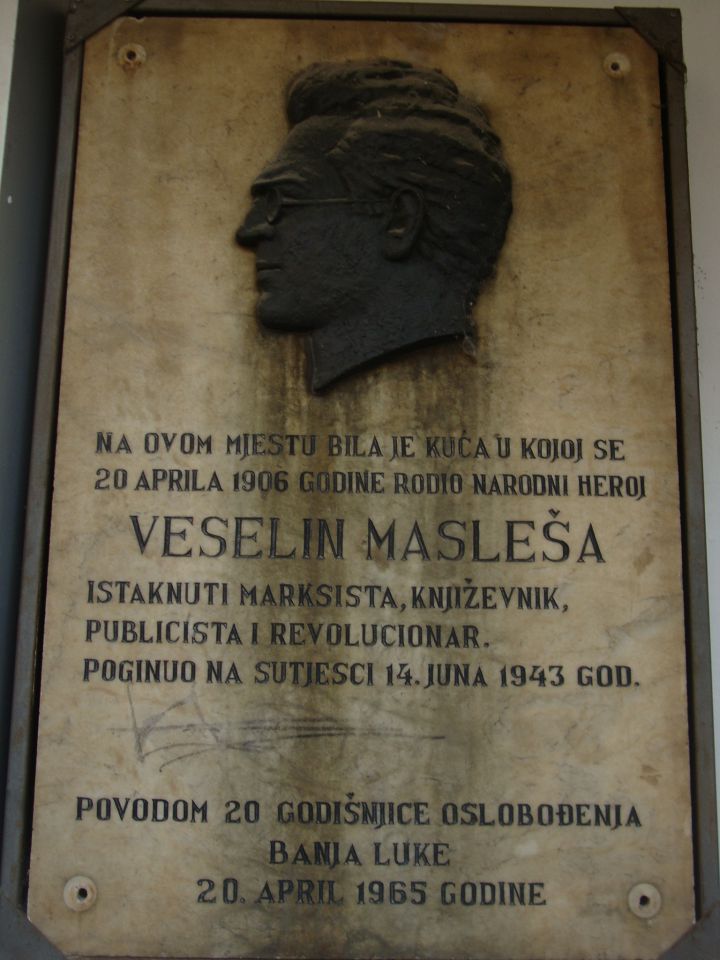 NA OVOM MJESTU BILA JE KUĆA U KOJOJ SE
20 APRILA 1906 GODINE RODIO NARODNI HEROJ
VESELIN MASLEŠA
ISTAKNUTI MARKSISTA, KNJIŽEVNIK,
PUBLICISTA I REVOLUCIONAR.
POGINUO NA SUTJESCI 14. JUNA 1943 GOD.
POVODOM 20 GODIŠNJICE OSLOBOĐENJA
BANJA LUKE
20. APRIL 1965 GODINE